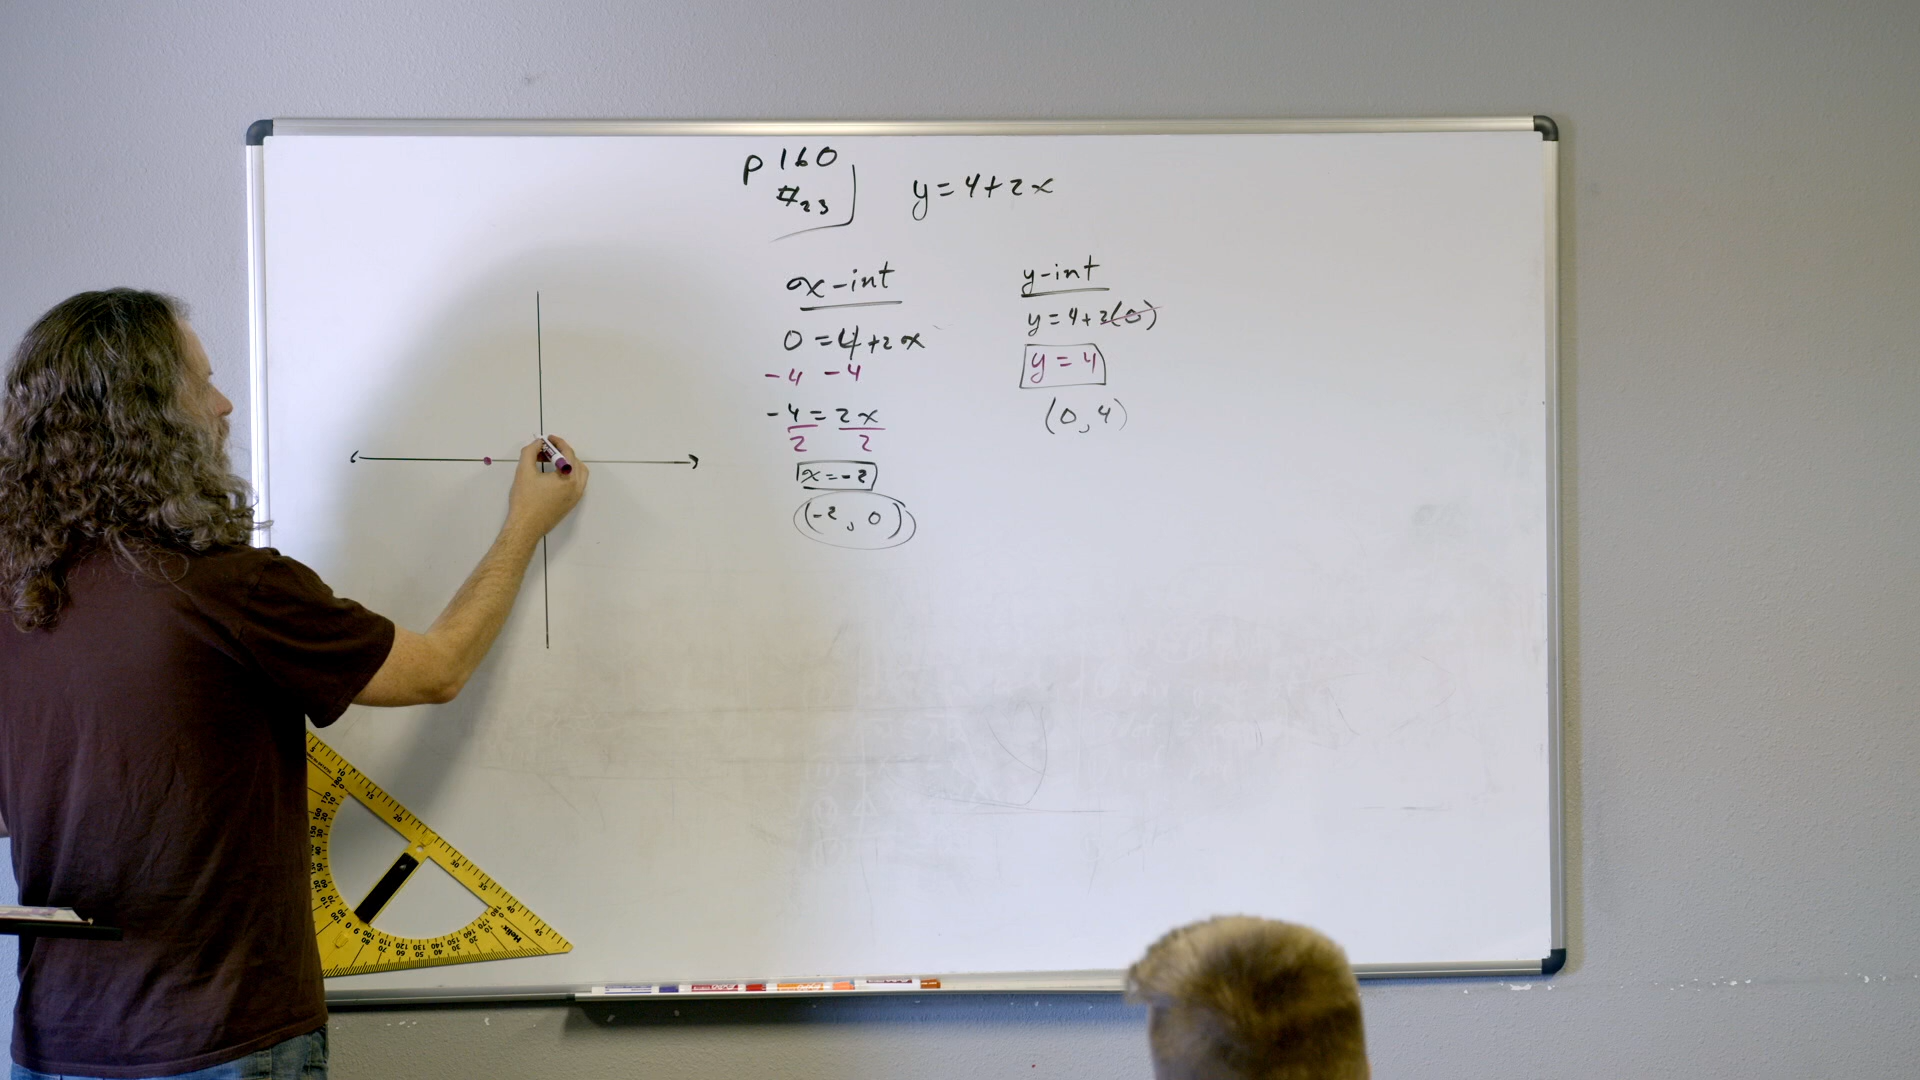 p 160
#23
y = 4 + 2x
x-int
0 = 4 + 2x
-4 -4
-4 = 2x
2 2
x = -2
(-2, 0)
y-int
y = 4 + 2(0)
y = 4
(0, 4)
Helix